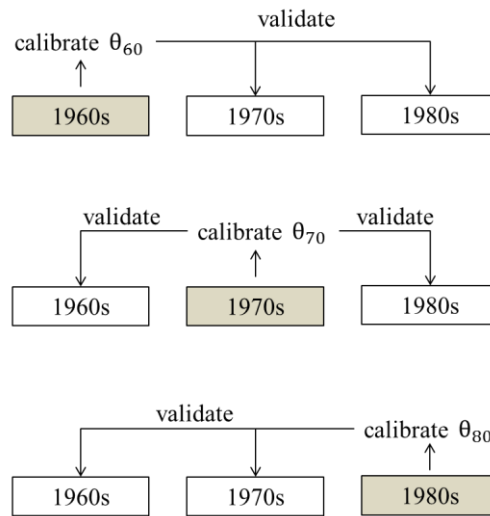 validate
calibrate θ60
1960s 1970s 1980s
validate calibrate θ70 validate
1960s 1970s 1980s
validate
calibrate θ80
1960s 1970s 1980s